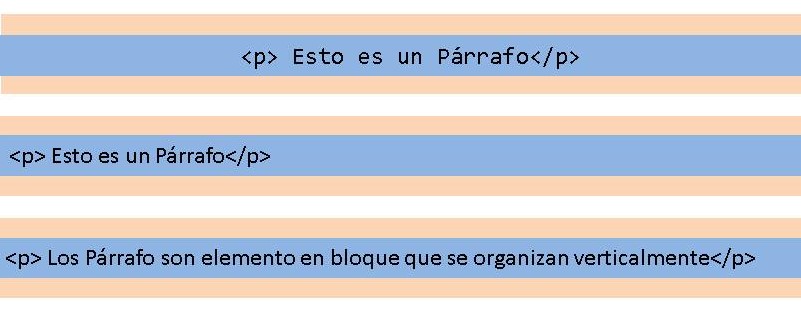 <p> Esto es un Párrafo</p>
<p> Esto es un Párrafo</p>
<p> Los Párrafo son elemento en bloque que se organizan verticalmente</p>